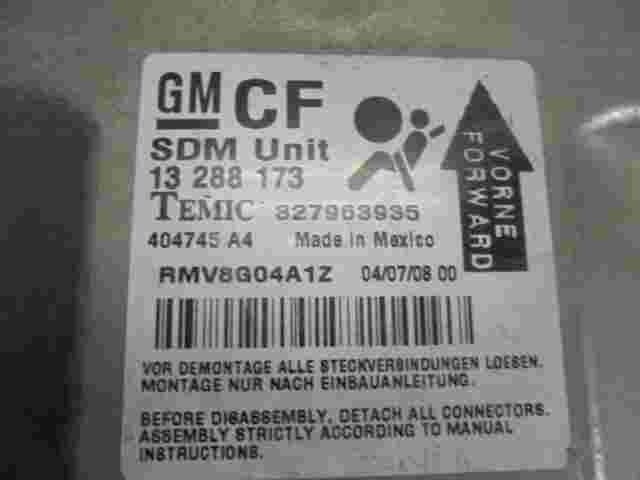 GM CF
SDM Unit
13 288 173
TEMIC 327963935
404745 A4 Made in Mexico
RMV8G04A1Z 04/07/08 00
VORNE
FORWARD
VOR DEMONTAGE ALLE STECKVERBINDUNGEN LOESEN.
MONTAGE NUR NACH EINBAUANLEITUNG.
BEFORE DISASSEMBLY, DETACH ALL CONNECTORS.
ASSEMBLY STRICTLY ACCORDING TO MANUAL
INSTRUCTIONS.